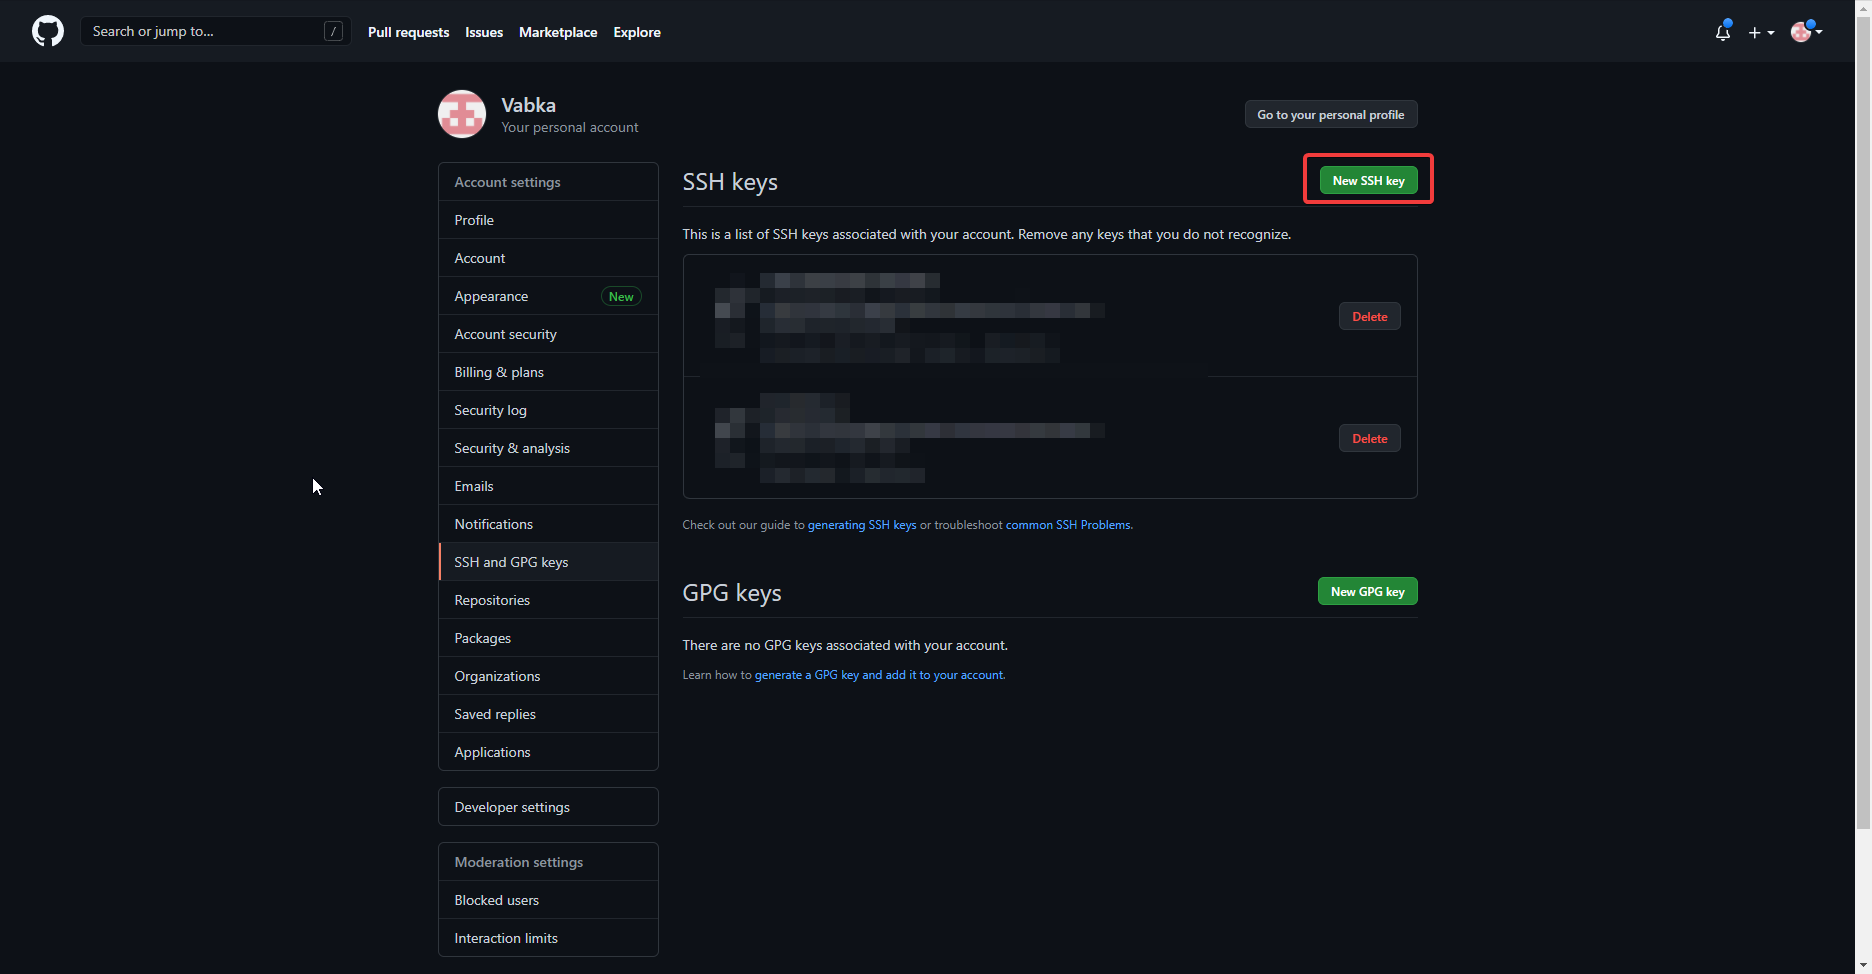 Search or jump to...
/
Pull requests
Issues
Marketplace
Explore
Vabka
Your personal account
Go to your personal profile
Account settings
Profile
Account
Appearance
New
Account security
Billing & plans
Security log
Security & analysis
Emails
Notifications
SSH and GPG keys
Repositories
Packages
Organizations
Saved replies
Applications
Developer settings
Moderation settings
Blocked users
Interaction limits
SSH keys
New SSH key
This is a list of SSH keys associated with your account. Remove any keys that you do not recognize.
Delete
Delete
Check out our guide to generating SSH keys or troubleshoot common SSH Problems.
GPG keys
New GPG key
There are no GPG keys associated with your account.
Learn how to generate a GPG key and add it to your account.